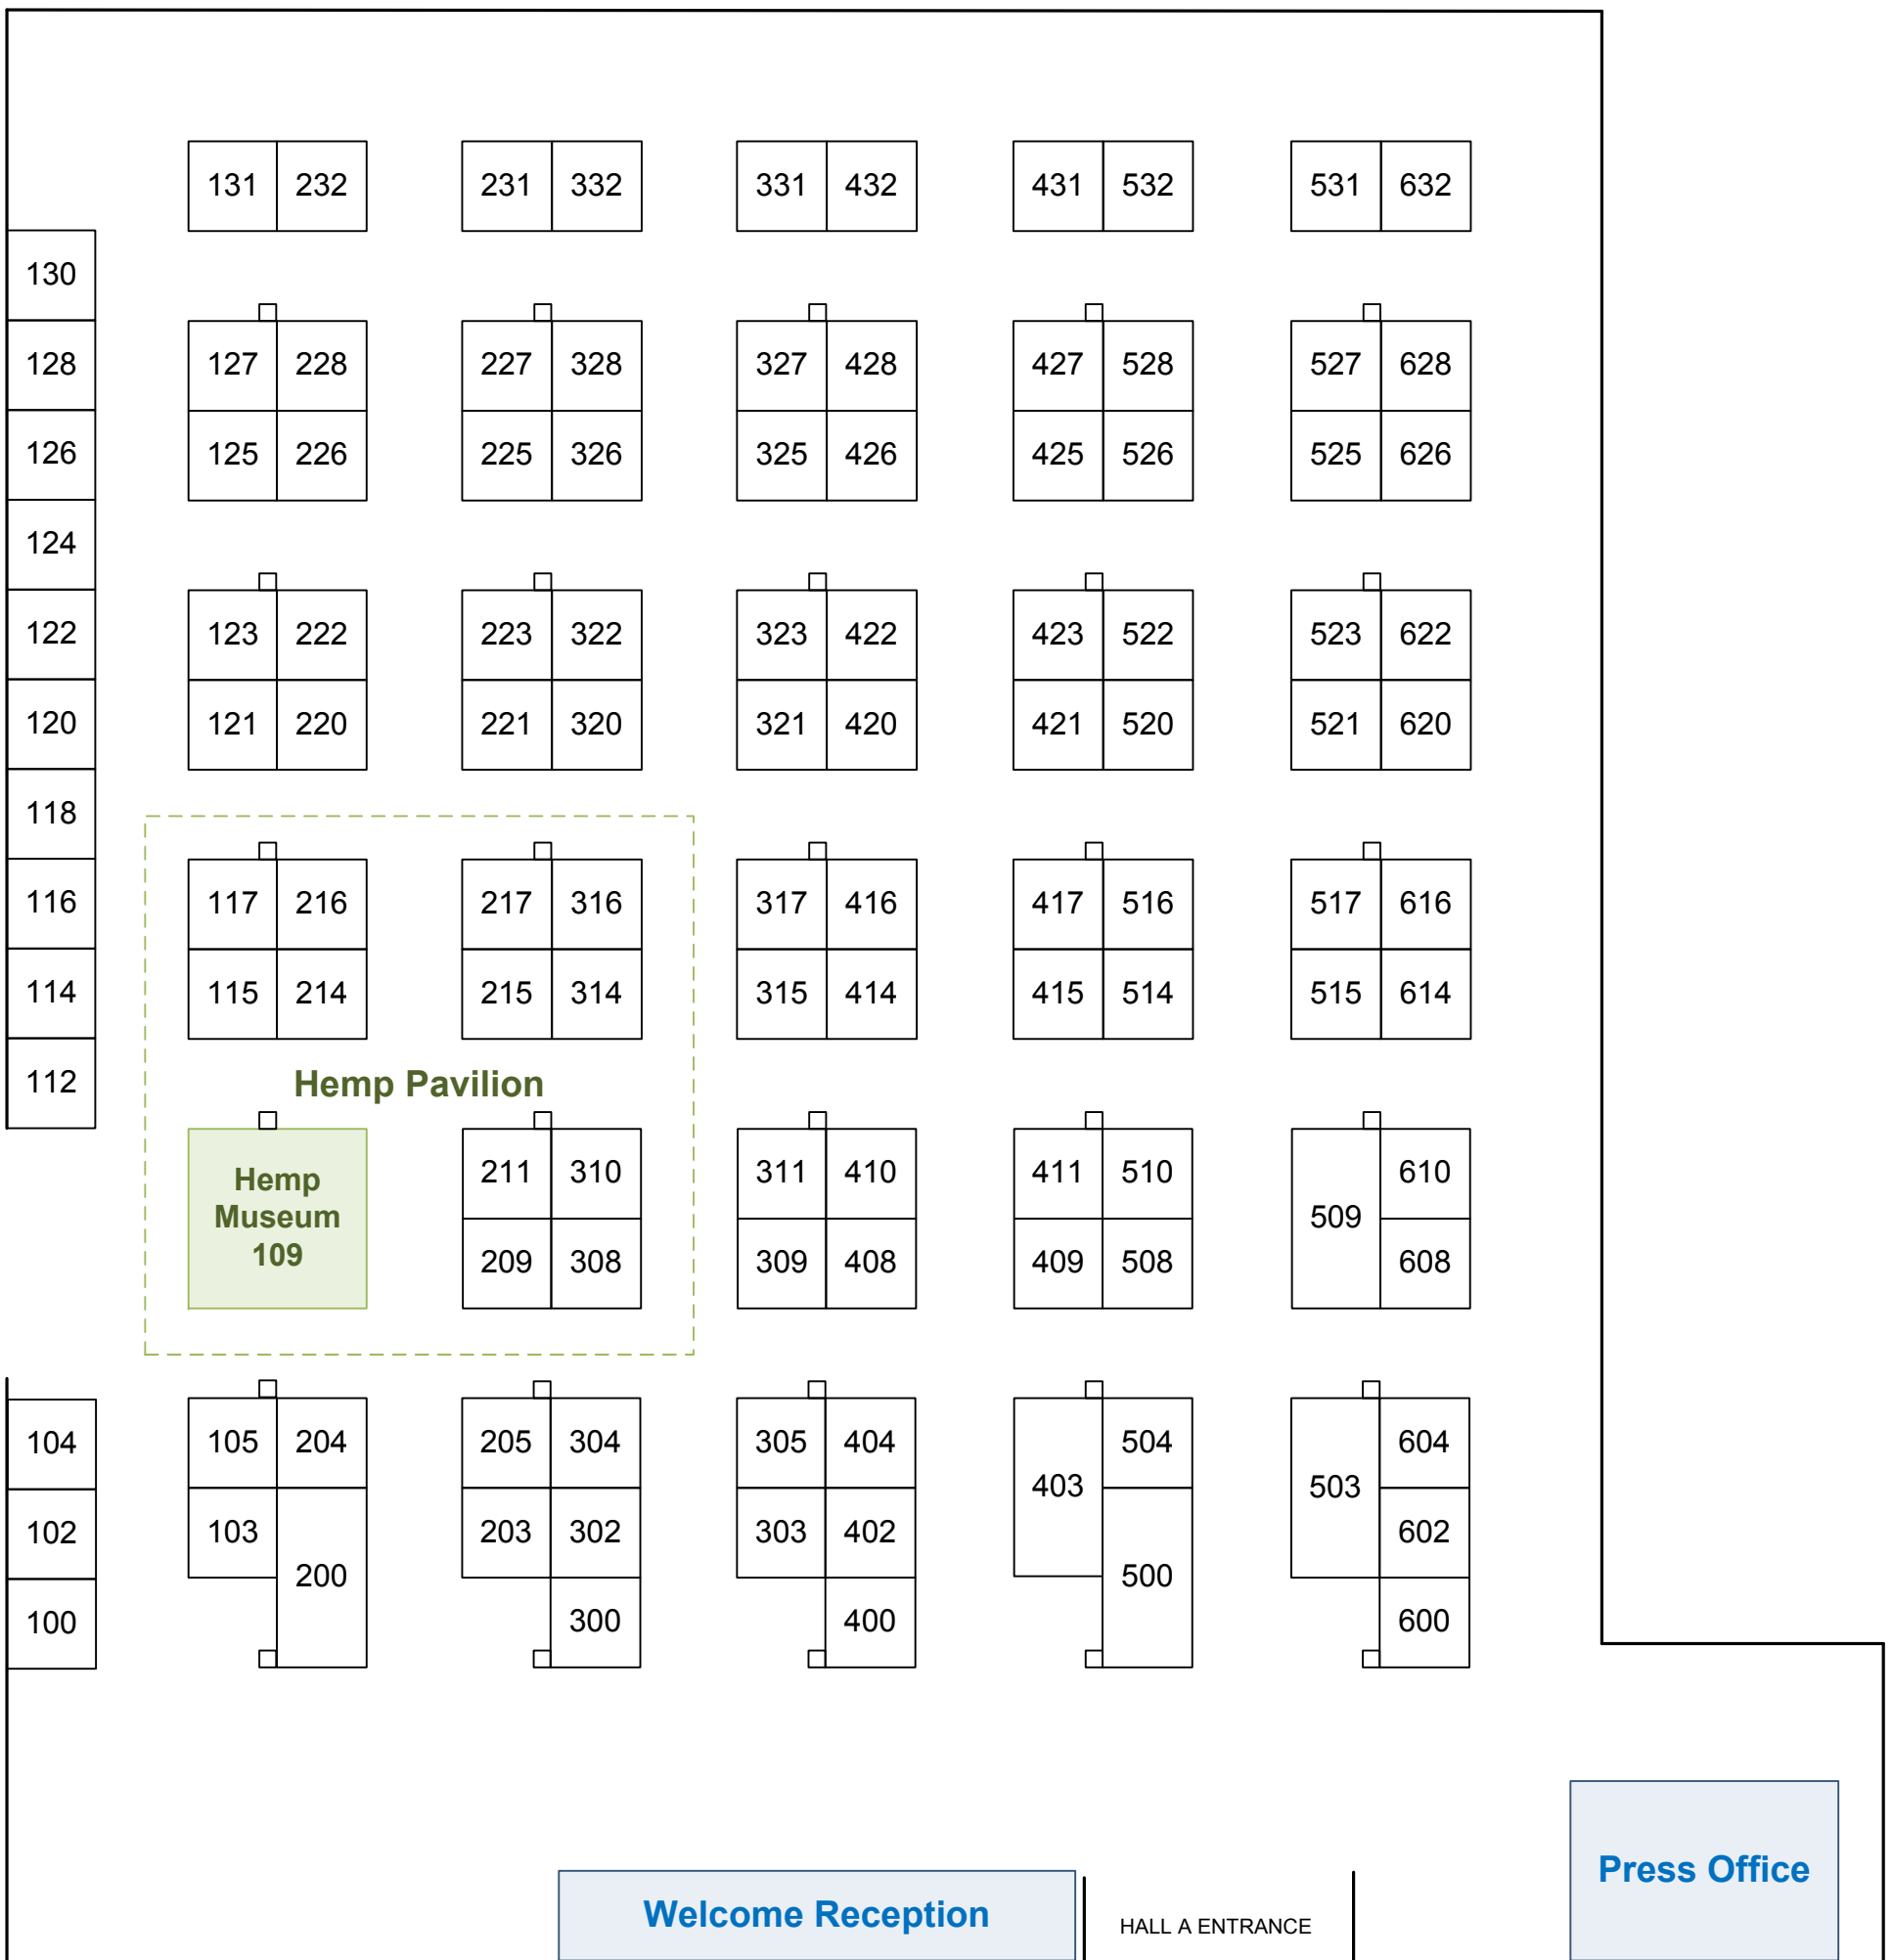 131 232 231 332 331 432 431 532 531 632
130
128 127 228 227 328 327 428 427 528 527 628
126 125 226 225 326 325 426 425 526 525 626
124
122 123 222 223 322 323 422 423 522 523 622
120 121 220 221 320 321 420 421 520 521 620
118
116 117 216 217 316 317 416 417 516 517 616
114 115 214 215 314 315 414 415 514 515 614
112 Hemp Pavilion
Hemp
Museum
109
211 310 311 410 411 510 610
509
209 308 309 408 409 508 608
104 105 204 205 304 305 404 504 604
403 503
102 103 203 302 303 402 602
200 500
100 300 400 600
Press Office
Welcome Reception
HALL A ENTRANCE